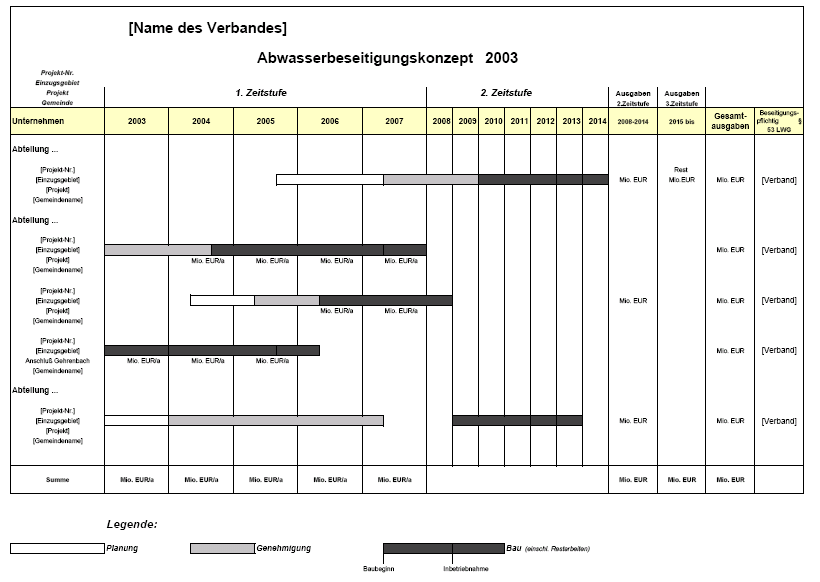 [Name des Verbandes]
Abwasserbeseitigungskonzept 2003
Projekt-Nr.
Einzugsgebiet
Projekt
Gemeinde
1. Zeitstufe
2. Zeitstufe
Ausgaben
2.Zeitstufe
Ausgaben
3.Zeitstufe
Unternehmen 2003 2004 2005 2006 2007 2008 2009 2010 2011 2012 2013 2014 2008-2014 2015 bis
Gesamt-
ausgaben
Beseitigungs-
pflichtig §
53 LWG
Abteilung ...
[Projekt-Nr.]
[Einzugsgebiet]
[Projekt]
[Gemeindename]
Mio. EUR
Rest
Mio.EUR
Mio. EUR
[Verband]
Abteilung ...
[Projekt-Nr.]
[Einzugsgebiet]
[Projekt]
[Gemeindename]
Mio. EUR/a Mio. EUR/a Mio. EUR/a Mio. EUR/a
Mio. EUR
[Verband]
[Projekt-Nr.]
[Einzugsgebiet]
[Projekt]
[Gemeindename]
Mio. EUR/a Mio. EUR/a
Mio. EUR
Mio. EUR
[Verband]
[Projekt-Nr.]
[Einzugsgebiet]
Anschluß Gehrenbach
[Gemeindename]
Mio. EUR/a Mio. EUR/a Mio. EUR/a
Mio. EUR
[Verband]
Abteilung ...
[Projekt-Nr.]
[Einzugsgebiet]
[Projekt]
[Gemeindename]
Mio. EUR
Mio. EUR
[Verband]
Summe Mio. EUR/a Mio. EUR/a Mio. EUR/a Mio. EUR/a Mio. EUR/a Mio. EUR Mio. EUR Mio. EUR
Legende:
Planung
Genehmigung
Bau (einschl. Restarbeiten)
Baubeginn
Inbetriebnahme